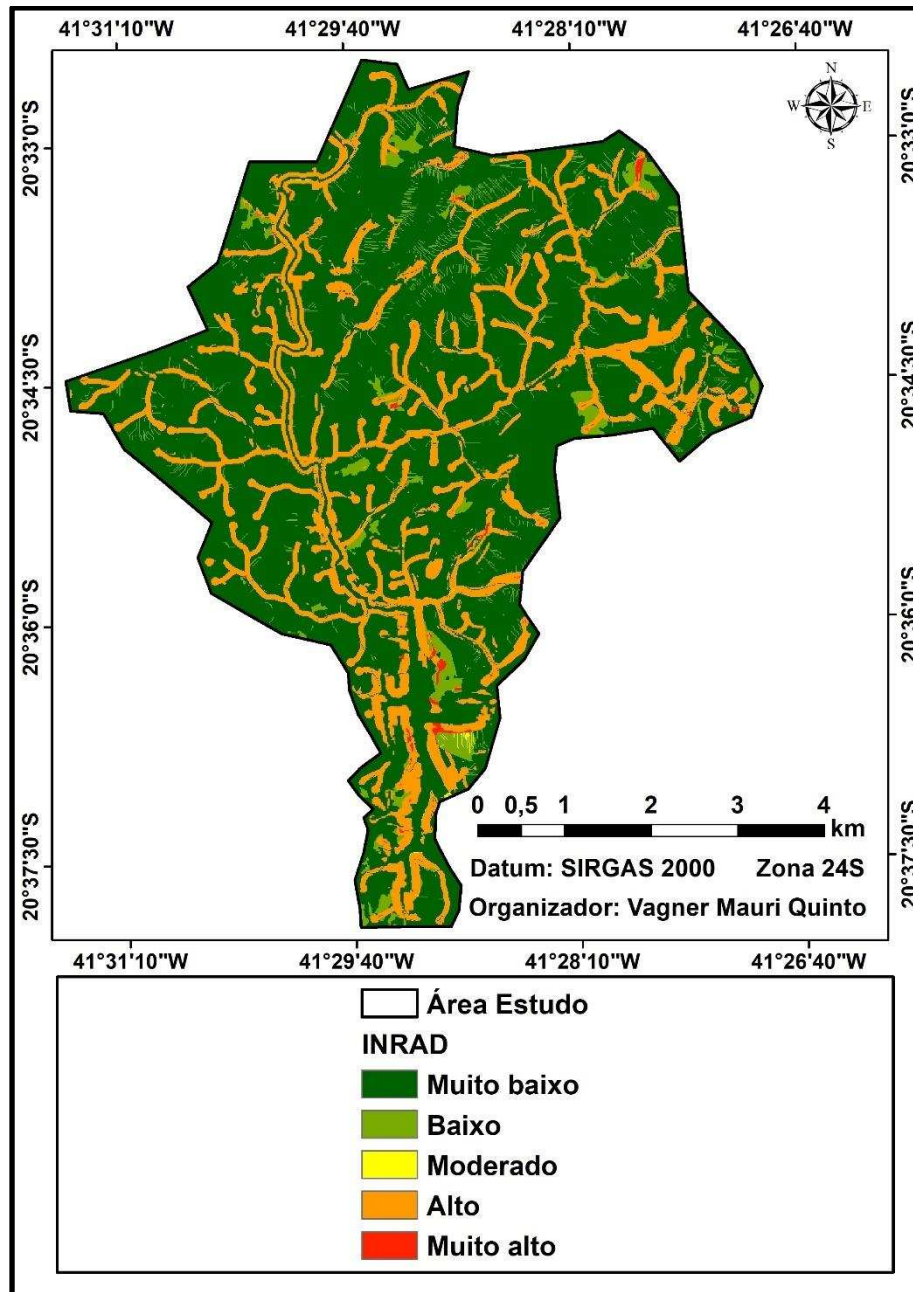 41°31'10"W 41°29'40"W 41°28'10"W 41°26'40"W
N
W E
S
20°33'0"S 20°33'0"S
20°34'30"S 20°34'30"S
20°36'0"S 20°36'0"S
20°37'30"S 20°37'30"S
0 0,5 1 2 3 4
km
Datum: SIRGAS 2000 Zona 24S
Organizador: Vagner Mauri Quinto
41°31'10"W 41°29'40"W 41°28'10"W 41°26'40"W
Área Estudo
INRAD
Muito baixo
Baixo
Moderado
Alto
Muito alto